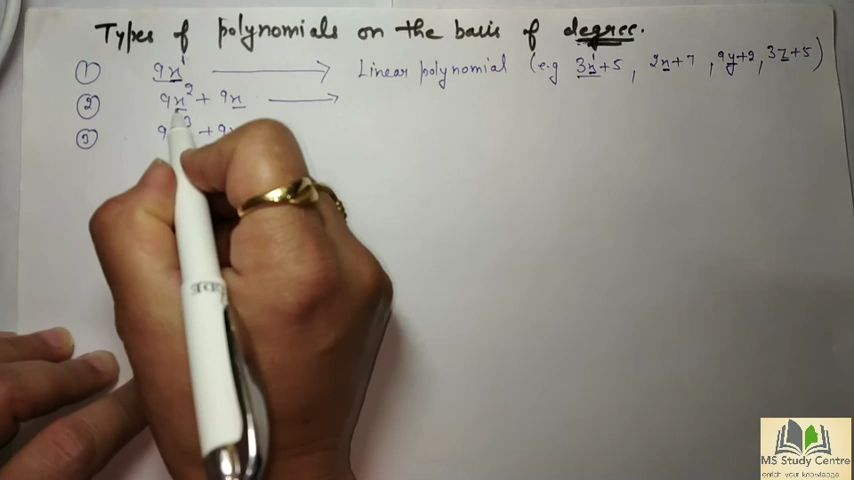 Types of polynomials on the basis of degree.
① 9x¹ → Linear polynomial (e.g 3x¹+5, 2x+7, 9y+2, 3z+5)
② 9x² + 9x →
③
MS Study Centre
enrich your knowledge